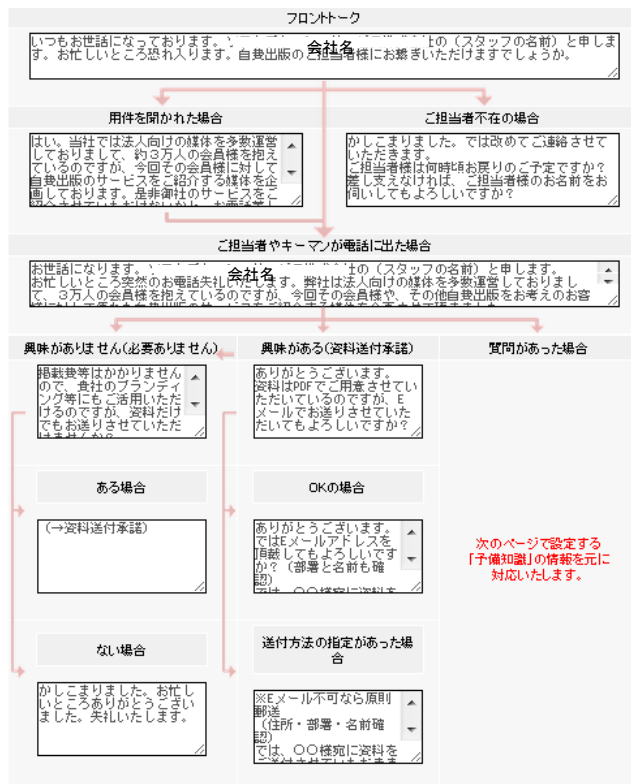 フロントトーク
いつもお世話になっております。 会社名 社の（スタッフの名前）と申しま
す。お忙しいところ恐れ入ります。自費出版のご担当者様にお繋ぎいただけますでしょうか。
用件を聞かれた場合
はい。当社では法人向けの媒体を多数運営
しておりまして、約３万人の会員様を抱え
ているのですが、今回その会員様に対して
自費出版のサービスをご紹介する媒体を企
画しております。是非御社のサービスをご
ご担当者不在の場合
かしこまりました。では改めてご連絡させて
いただきます。
ご担当者様は何時頃お戻りのご予定ですか？
差し支えなければ、ご担当者様のお名前をお
伺いしてもよろしいですか？
ご担当者やキーマンが電話に出た場合
お世話になります。 会社名 社の（スタッフの名前）と申します。
お忙しいところ突然のお電話失礼いたします。弊社は法人向けの媒体を多数運営しておりまし
て、３万人の会員様を抱えているのですが、今回その会員様や、その他自費出版をお考えのお客
興味がありません(必要ありません)
掲載費等はかかりません
ので、貴社のブランディ
ング等にもご活用いただ
けるのですが、資料だけ
でもお送りさせていただ
けませんか？
興味がある(資料送付承諾)
ありがとうございます。
資料はPDFでご用意させてい
ただいているのですが、E
メールでお送りさせていた
だいてもよろしいですか？
質問があった場合
ある場合
（→資料送付承諾）
OKの場合
ありがとうございます。
ではEメールアドレスを
頂戴してもよろしいです
か？（部署と名前も確
認）
では、〇〇様宛に資料を
次のページで設定する
「予備知識」の情報を元に
対応いたします。
ない場合
かしこまりました。お忙し
いところありがとうござい
ました。失礼いたします。
送付方法の指定があった場
合
※Eメール不可なら原則
郵送
（住所・部署・名前確
認）
では、〇〇様宛に資料を